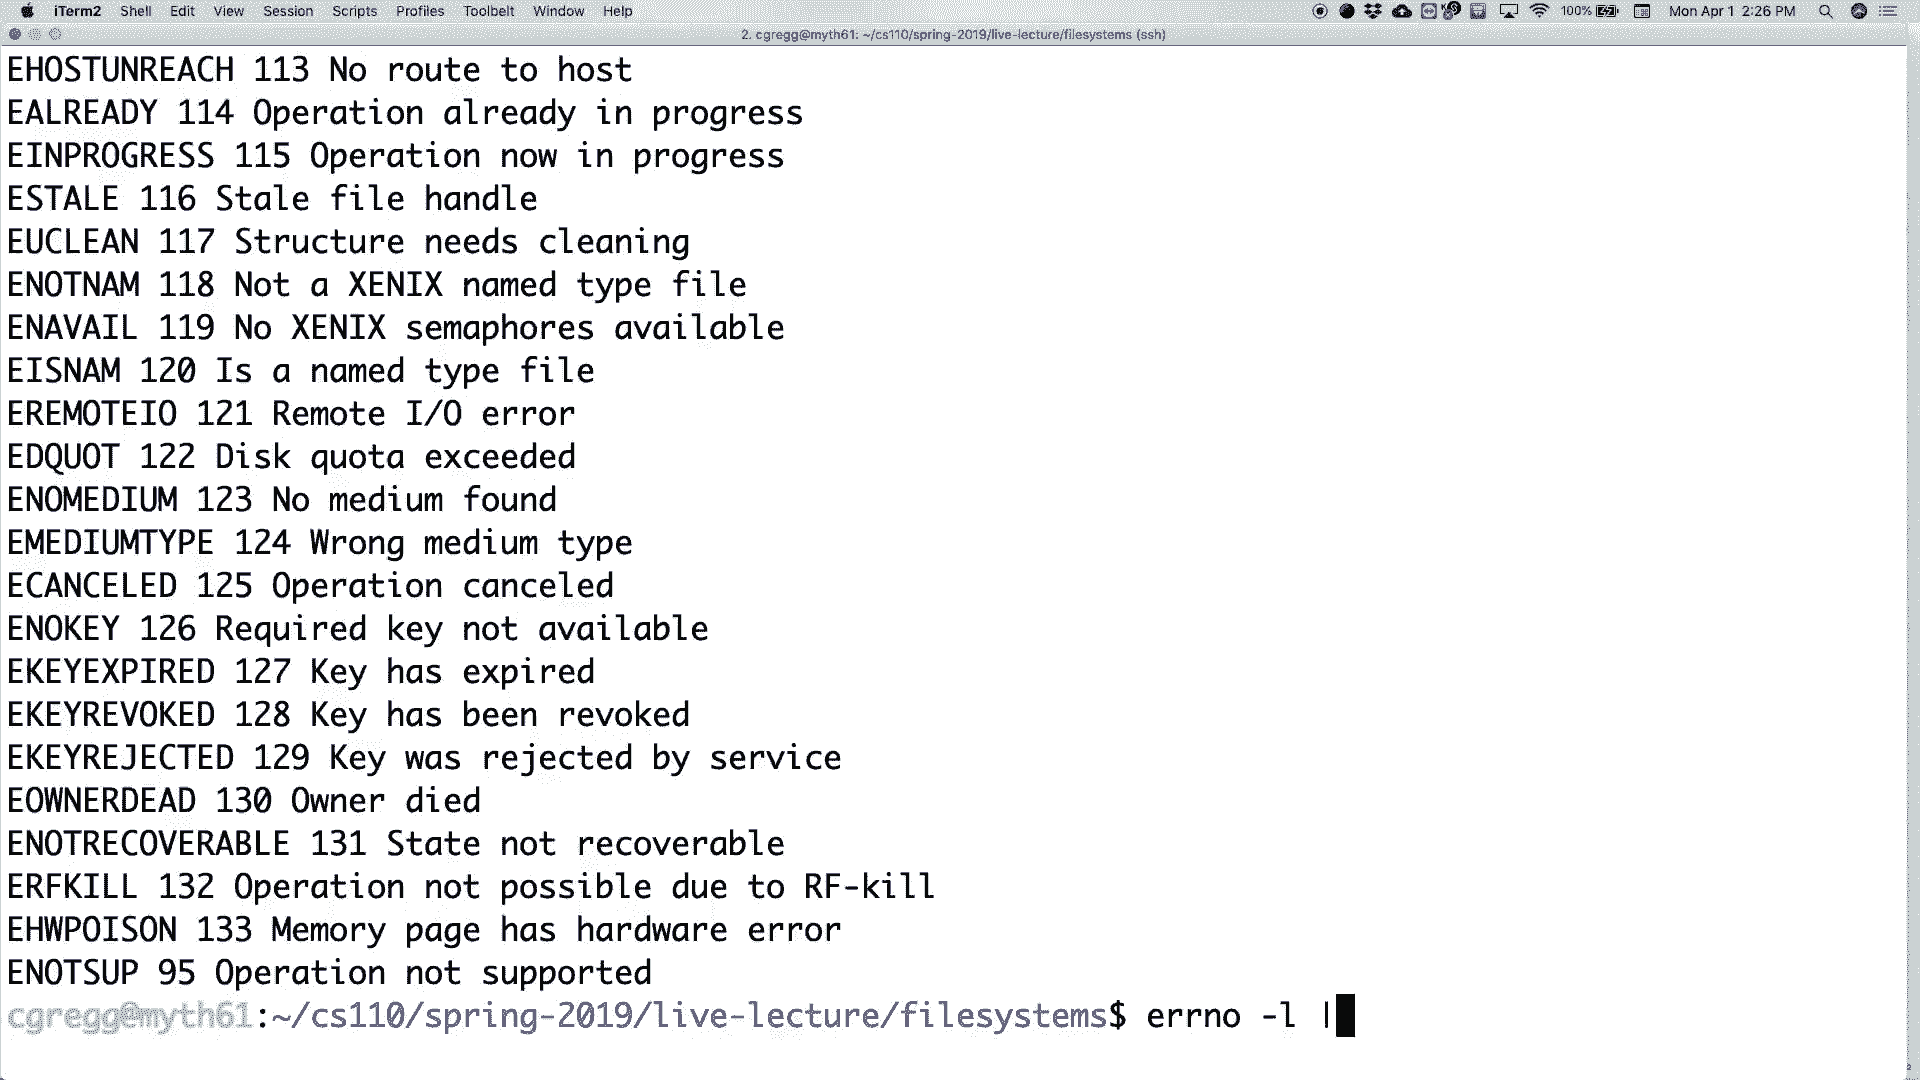 iTerm2 Shell Edit View Session Scripts Profiles Toolbelt Window Help 100% Mon Apr 1 2:26 PM
2. cgregg@myth61: ~/cs110/spring-2019/live-lecture/filesystems (ssh)
EHOSTUNREACH 113 No route to host
EALREADY 114 Operation already in progress
EINPROGRESS 115 Operation now in progress
ESTALE 116 Stale file handle
EUCLEAN 117 Structure needs cleaning
ENOTNAM 118 Not a XENIX named type file
ENAVAIL 119 No XENIX semaphores available
EISNAM 120 Is a named type file
EREMOTEIO 121 Remote I/O error
EDQUOT 122 Disk quota exceeded
ENOMEDIUM 123 No medium found
EMEDIUMTYPE 124 Wrong medium type
ECANCELED 125 Operation canceled
ENOKEY 126 Required key not available
EKEYEXPIRED 127 Key has expired
EKEYREVOKED 128 Key has been revoked
EKEYREJECTED 129 Key was rejected by service
EOWNERDEAD 130 Owner died
ENOTRECOVERABLE 131 State not recoverable
ERFKILL 132 Operation not possible due to RF-kill
EHWPOISON 133 Memory page has hardware error
ENOTSUP 95 Operation not supported
cgregg@myth61:~/cs110/spring-2019/live-lecture/filesystems$ errno -l |